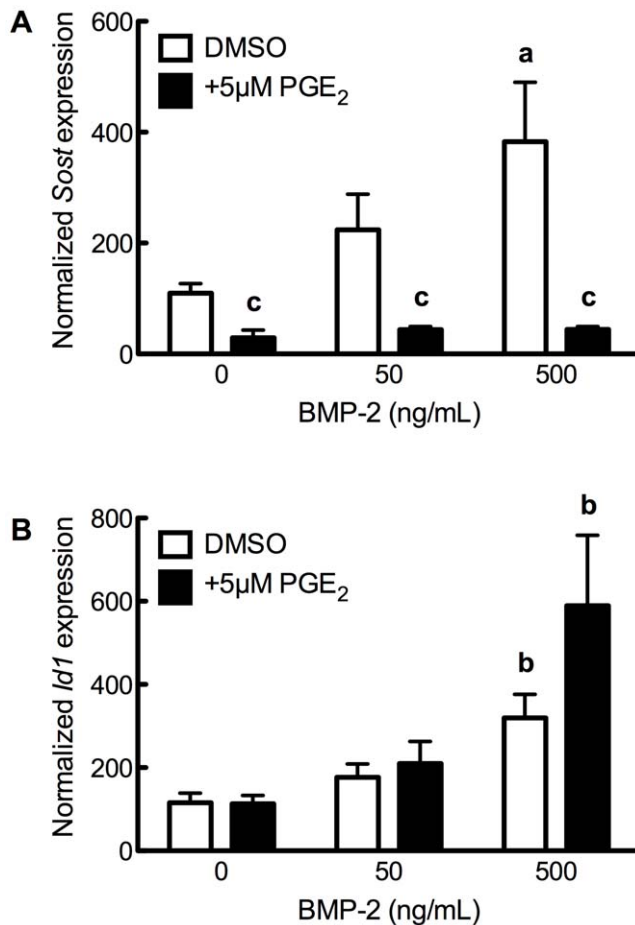 A
Normalized Sost expression
600
400
200
0
DMSO
+5µM PGE2
a
c
c
c
0 50 500
BMP-2 (ng/mL)
B
Normalized Id1 expression
800
600
400
200
0
DMSO
+5µM PGE2
b
b
0 50 500
BMP-2 (ng/mL)